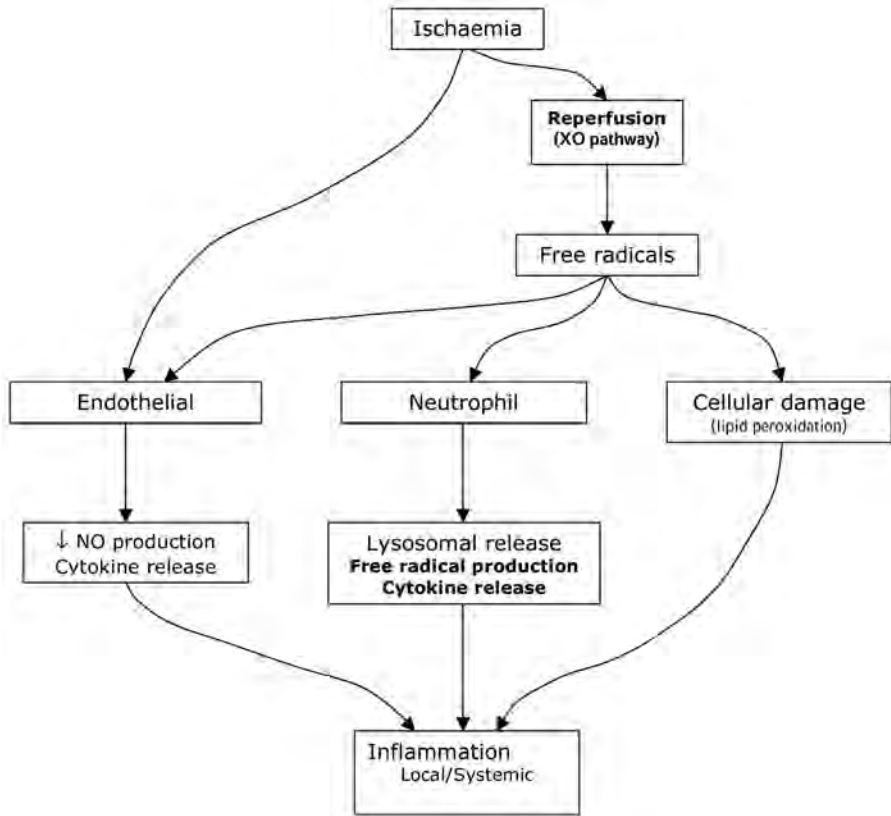 Ischaemia
Reperfusion
(XO pathway)
Free radicals
Endothelial
Neutrophil
Cellular damage
(lipid peroxidation)
↓ NO production
Cytokine release
Lysosomal release
Free radical production
Cytokine release
Inflammation
Local/Systemic